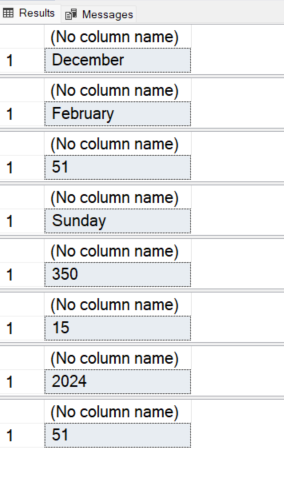 Results Messages
(No column name)
1 December
(No column name)
1 February
(No column name)
1 51
(No column name)
1 Sunday
(No column name)
1 350
(No column name)
1 15
(No column name)
1 2024
(No column name)
1 51